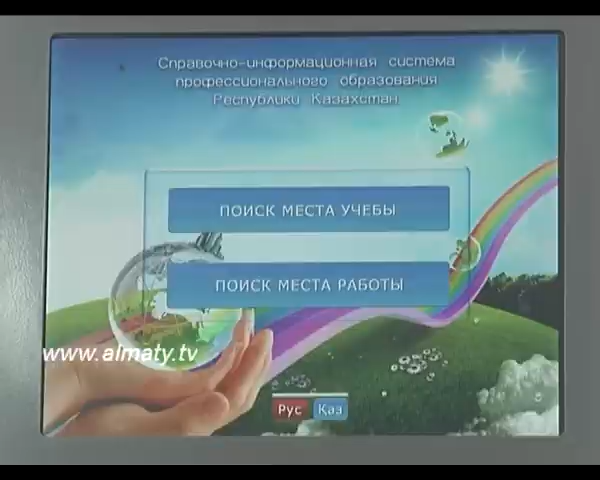 Справочно-информационная система
профессионального образования
Республики Казахстан
ПОИСК МЕСТА УЧЕБЫ
ПОИСК МЕСТА РАБОТЫ
www.almaty.tv
Рус Қаз